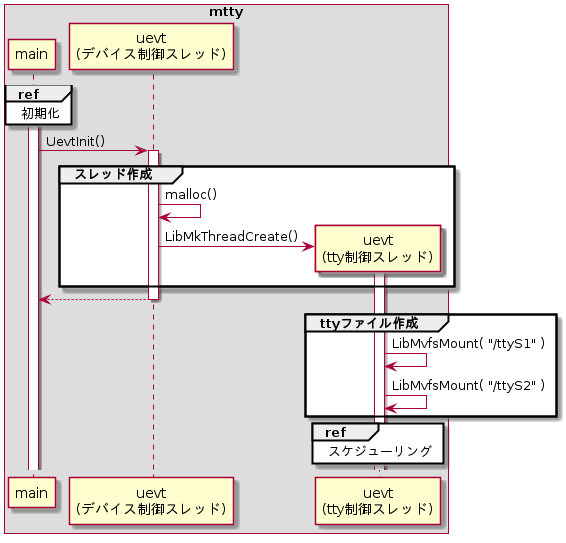 mtty
main
uevt
(デバイス制御スレッド)
ref
初期化
UevtInit()
スレッド作成
malloc()
LibMkThreadCreate()
uevt
(tty制御スレッド)
ttyファイル作成
LibMvfsMount( "/ttyS1" )
LibMvfsMount( "/ttyS2" )
ref
スケジューリング
main
uevt
(デバイス制御スレッド)
uevt
(tty制御スレッド)